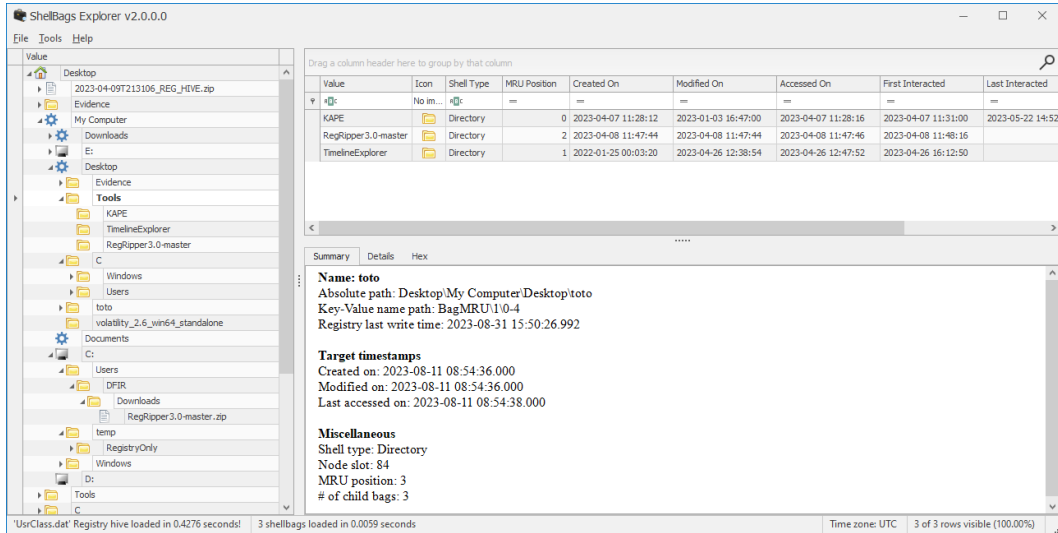 ShellBags Explorer v2.0.0.0
File Tools Help
Value
Desktop
2023-04-09T213106_REG_HIVE.zip
Evidence
My Computer
Downloads
E:
Desktop
Evidence
Tools
KAPE
TimelineExplorer
RegRipper3.0-master
C
Windows
Users
toto
volatility_2.6_win64_standalone
Documents
C:
Users
DFIR
Downloads
RegRipper3.0-master.zip
temp
RegistryOnly
Windows
D:
Tools
C
Drag a column header here to group by that column
Value Icon Shell Type MRU Position Created On Modified On Accessed On First Interacted Last Interacted
No im... = = = = = =
KAPE Directory 0 2023-04-07 11:28:12 2023-01-03 16:47:00 2023-04-07 11:28:16 2023-04-07 11:31:00 2023-05-22 14:52
RegRipper3.0-master Directory 2 2023-04-08 11:47:44 2023-04-08 11:47:44 2023-04-08 11:47:46 2023-04-08 11:48:16
TimelineExplorer Directory 1 2022-01-25 00:03:20 2023-04-26 12:38:54 2023-04-26 12:47:52 2023-04-26 16:12:50
Summary Details Hex
Name: toto
Absolute path: Desktop\My Computer\Desktop\toto
Key-Value name path: BagMRU\1\0-4
Registry last write time: 2023-08-31 15:50:26.992
Target timestamps
Created on: 2023-08-11 08:54:36.000
Modified on: 2023-08-11 08:54:36.000
Last accessed on: 2023-08-11 08:54:38.000
Miscellaneous
Shell type: Directory
Node slot: 84
MRU position: 3
# of child bags: 3
'UsrClass.dat' Registry hive loaded in 0.4276 seconds! 3 shellbags loaded in 0.0059 seconds Time zone: UTC 3 of 3 rows visible (100.00%)